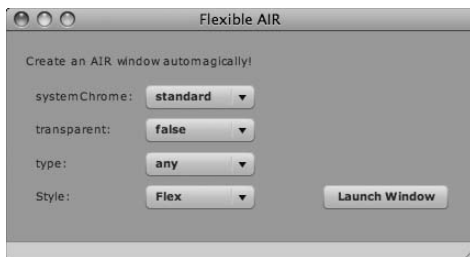 Flexible AIR
Create an AIR window automagically!
systemChrome: standard
transparent: false
type: any
Style: Flex
Launch Window